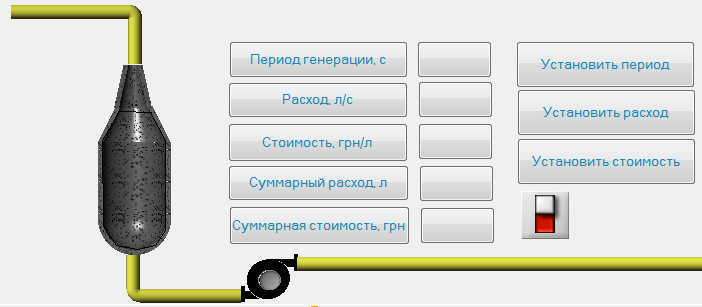 Период генерации, с
Установить период
Расход, л/с
Установить расход
Стоимость, грн/л
Установить стоимость
Суммарный расход, л
Суммарная стоимость, грн